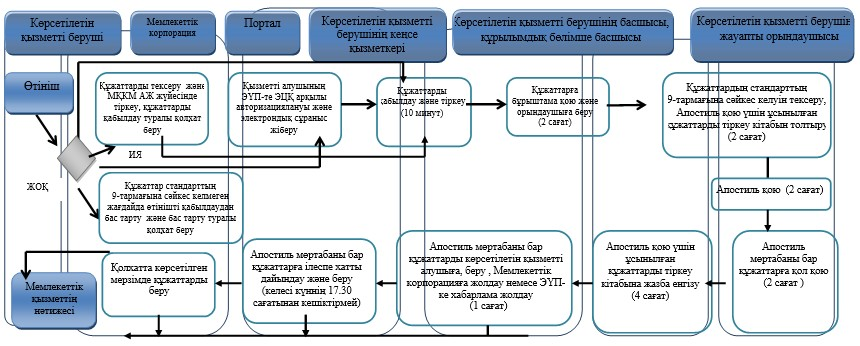 Көрсетілетін
қызметті беруші
Мемлекеттік
корпорация
Портал
Көрсетілетін қызметті
берушінің кеңсе
қызметкері
Көрсетілетін қызметті берушінің басшысы,
құрылымдық бөлімше басшысы
Көрсетілетін қызметті берушінің
жауапты орындаушысы
Өтініш
Құжаттарды тексеру және
МҚКМ АЖ жүйесінде
тіркеу, құжаттарды
қабылдау туралы қолхат
беру
Қызметті алушының
ЭҮП-те ЭЦҚ арқылы
авторизациялануы және
электондық сұраныс
жіберу
Құжаттарды
қабылдау және тіркеу
(10 минут)
Құжаттарға
бұрыштама қою және
орындаушыға беру
(2 сағат)
Құжаттардың стандарттың
9-тармағына сәйкес келуін тексеру,
Апостиль қою үшін ұсынылған
құжаттарды тіркеу кітабын толтыру
(2 сағат)
ИЯ
ЖОҚ
Құжаттар стандарттың
9-тармағына сәйкес келмеген
жағдайда өтінішті қабылдаудан
бас тарту және бас тарту туралы
қолхат беру
Апостиль қою (2 сағат)
Мемлекеттік
қызметтің
нәтижесі
Қолхатта көрсетілген
мерзімде құжаттарды
беру
Апостиль мөртабаны бар
құжаттарға ілеспе хатты
дайындау және беру
(келесі күннің 17.30
сағатынан кешіктірмей)
Апостиль мөртабаны бар
құжаттарды көрсетілетін қызметті
алушыға, беру , Мемлекеттік
корпорацияға жолдау немесе ЭҮП-
ке хабарлама жолдау
(1 сағат)
Апостиль қою үшін
ұсынылған
құжаттарды тіркеу
кітабына жазба енгізу
(4 сағат)
Апостиль
мөртабаны бар
құжаттарға қол қою
(2 сағат )